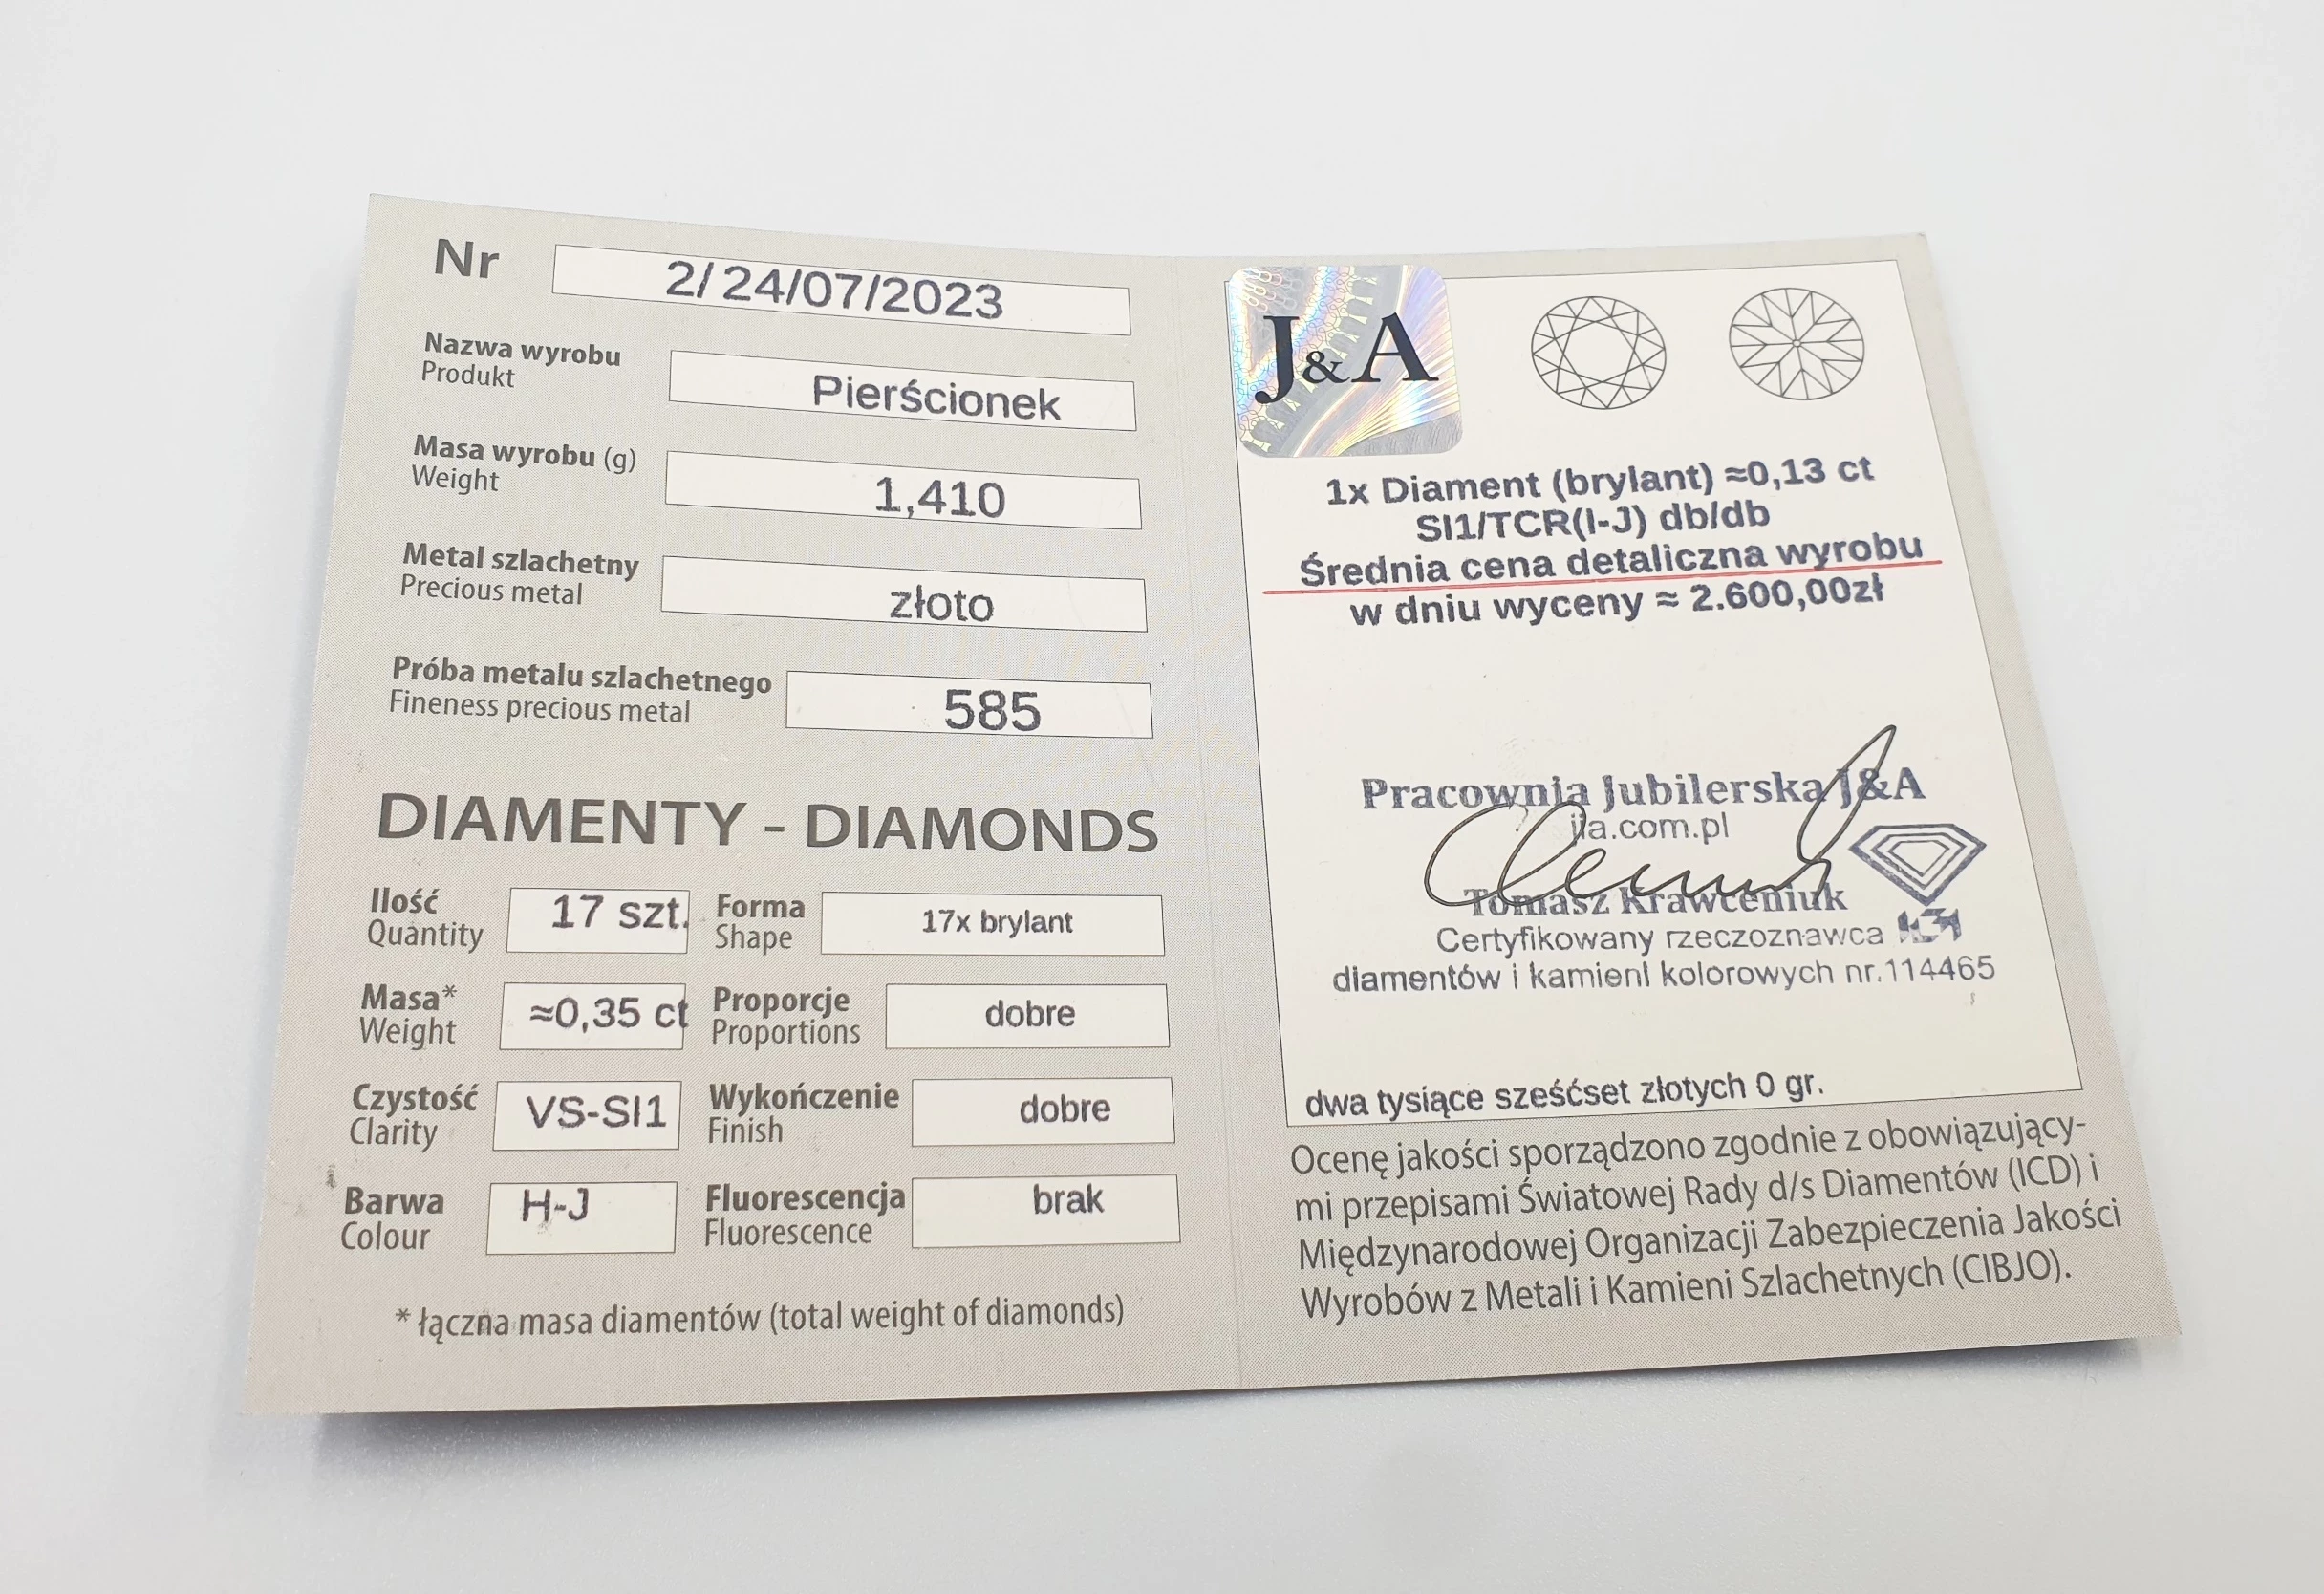 Nr 2/24/07/2023
Nazwa wyrobu
Produkt
Pierścionek
Masa wyrobu (g)
Weight
1,410
Metal szlachetny
Precious metal
złoto
Próba metalu szlachetnego
Fineness precious metal
585
DIAMENTY - DIAMONDS
Ilość
Quantity
17 szt.
Forma
Shape
17x brylant
Masa*
Weight
≈0,35 ct
Proporcje
Proportions
dobre
Czystość
Clarity
VS-SI1
Wykończenie
Finish
dobre
Barwa
Colour
H-J
Fluorescencja
Fluorescence
brak
* łączna masa diamentów (total weight of diamonds)
J&A
1x Diament (brylant) ≈0,13 ct
SI1/TCR(I-J) db/db
Średnia cena detaliczna wyrobu
w dniu wyceny ≈ 2.600,00zł
Pracownia Jubilerska J&A
Tomasz Krawceniuk
Certyfikowany rzeczoznawca
diamentów i kamieni kolorowych nr.114465
dwa tysiące sześćset złotych 0 gr.
Ocenę jakości sporządzono zgodnie z obowiązujący-
mi przepisami Światowej Rady d/s Diamentów (ICD) i
Międzynarodowej Organizacji Zabezpieczenia Jakości
Wyrobów z Metali i Kamieni Szlachetnych (CIBJO).